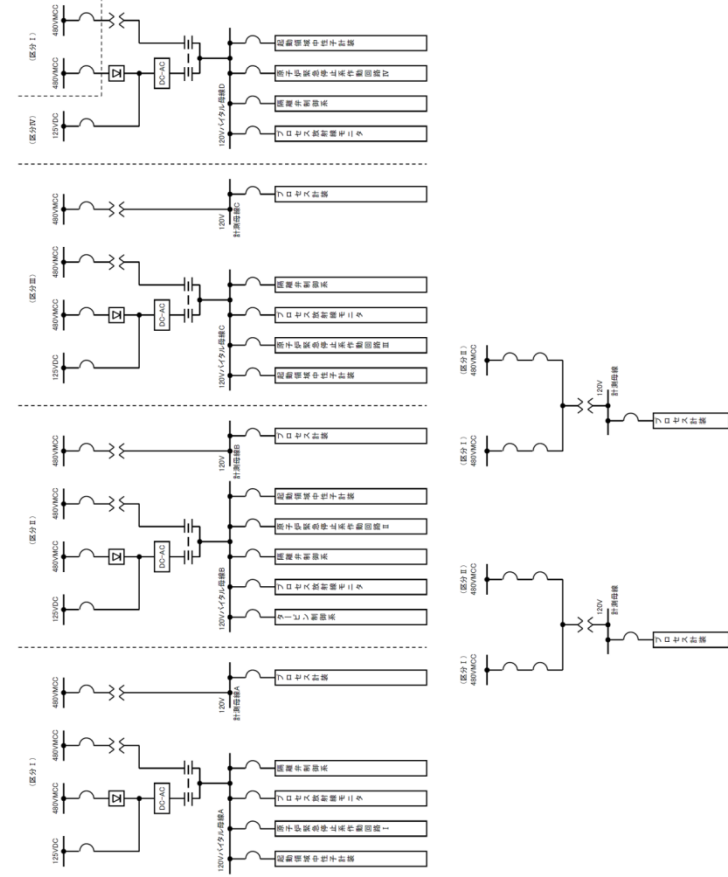 (区分Ⅰ)
125VDC
480VMCC
480VMCC
480VMCC
DC-AC
120Vバイタル母線A
120V
計測母線A
起動領域中性子計装
原子炉緊急停止系作動回路Ⅰ
プロセス放射線モニタ
隔離弁制御系
プロセス計装
(区分Ⅱ)
125VDC
480VMCC
480VMCC
480VMCC
DC-AC
120Vバイタル母線B
120V
計測母線B
タービン制御系
プロセス放射線モニタ
隔離弁制御系
原子炉緊急停止系作動回路Ⅱ
起動領域中性子計装
プロセス計装
(区分Ⅲ)
125VDC
480VMCC
480VMCC
480VMCC
DC-AC
120Vバイタル母線C
120V
計測母線C
起動領域中性子計装
原子炉緊急停止系作動回路Ⅲ
プロセス放射線モニタ
隔離弁制御系
プロセス計装
(区分Ⅳ)
(区分Ⅰ)
125VDC
480VMCC
480VMCC
DC-AC
120Vバイタル母線D
プロセス放射線モニタ
隔離弁制御系
原子炉緊急停止系作動回路Ⅳ
起動領域中性子計装
(区分Ⅰ)
480VMCC
(区分Ⅱ)
480VMCC
120V
計測母線
プロセス計装
(区分Ⅰ)
480VMCC
(区分Ⅱ)
480VMCC
120V
計測母線
プロセス計装